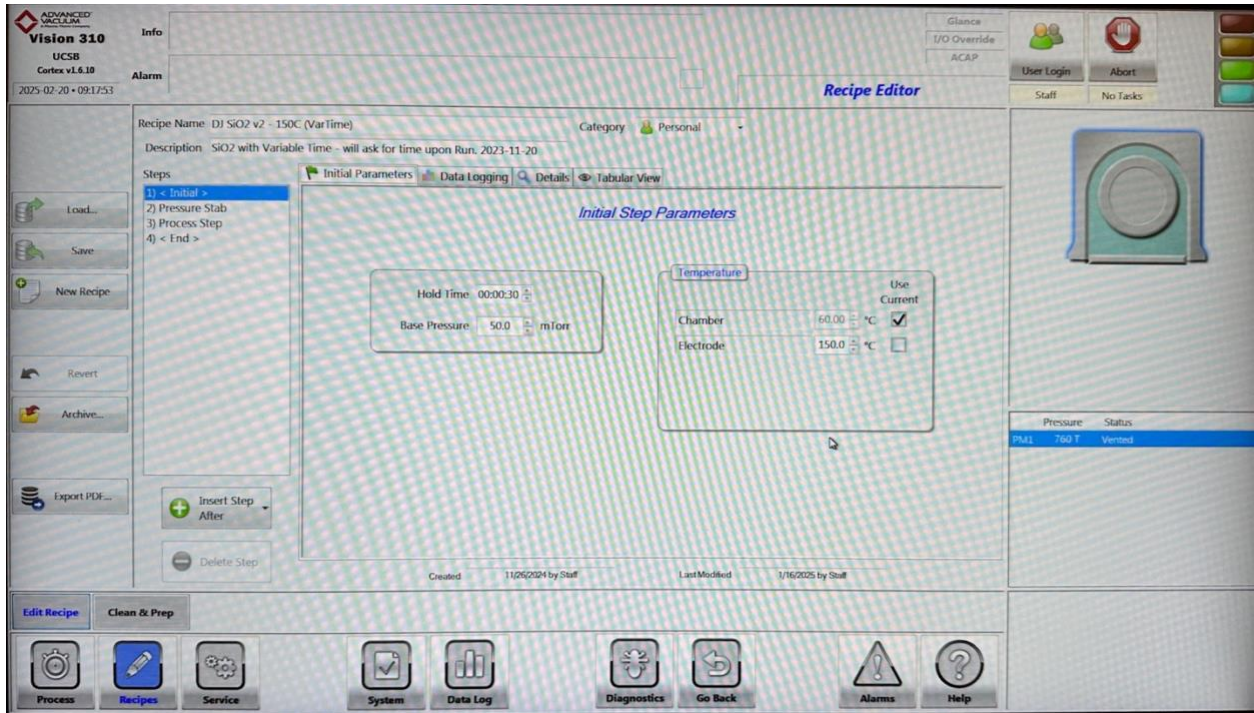 ADVANCED
VACUUM
Vision 310
UCSB
Cortex v1.6.10
2025-02-20 • 09:17:53
Info
Alarm
Glance
I/O Override
ACAP
Recipe Editor
User Login
Abort
Staff
No Tasks
Recipe Name DJ SiO2 v2 - 150C (VarTime)
Category Personal
Description SiO2 with Variable Time - will ask for time upon Run. 2023-11-20
Steps
1) < Initial >
2) Pressure Stab
3) Process Step
4) < End >
Initial Parameters Data Logging Details Tabular View
Initial Step Parameters
Hold Time 00:00:30
Base Pressure 50.0 mTorr
Temperature
Use
Current
Chamber 60.00 °C
Electrode 150.0 °C
Load...
Save
New Recipe
Revert
Archive...
Export PDF...
Insert Step
After
Delete Step
Created 11/26/2024 by Staff
Last Modified 1/16/2025 by Staff
Pressure Status
PM1 760 T Vented
Edit Recipe
Clean & Prep
Process
Recipes
Service
System
Data Log
Diagnostics
Go Back
Alarms
Help